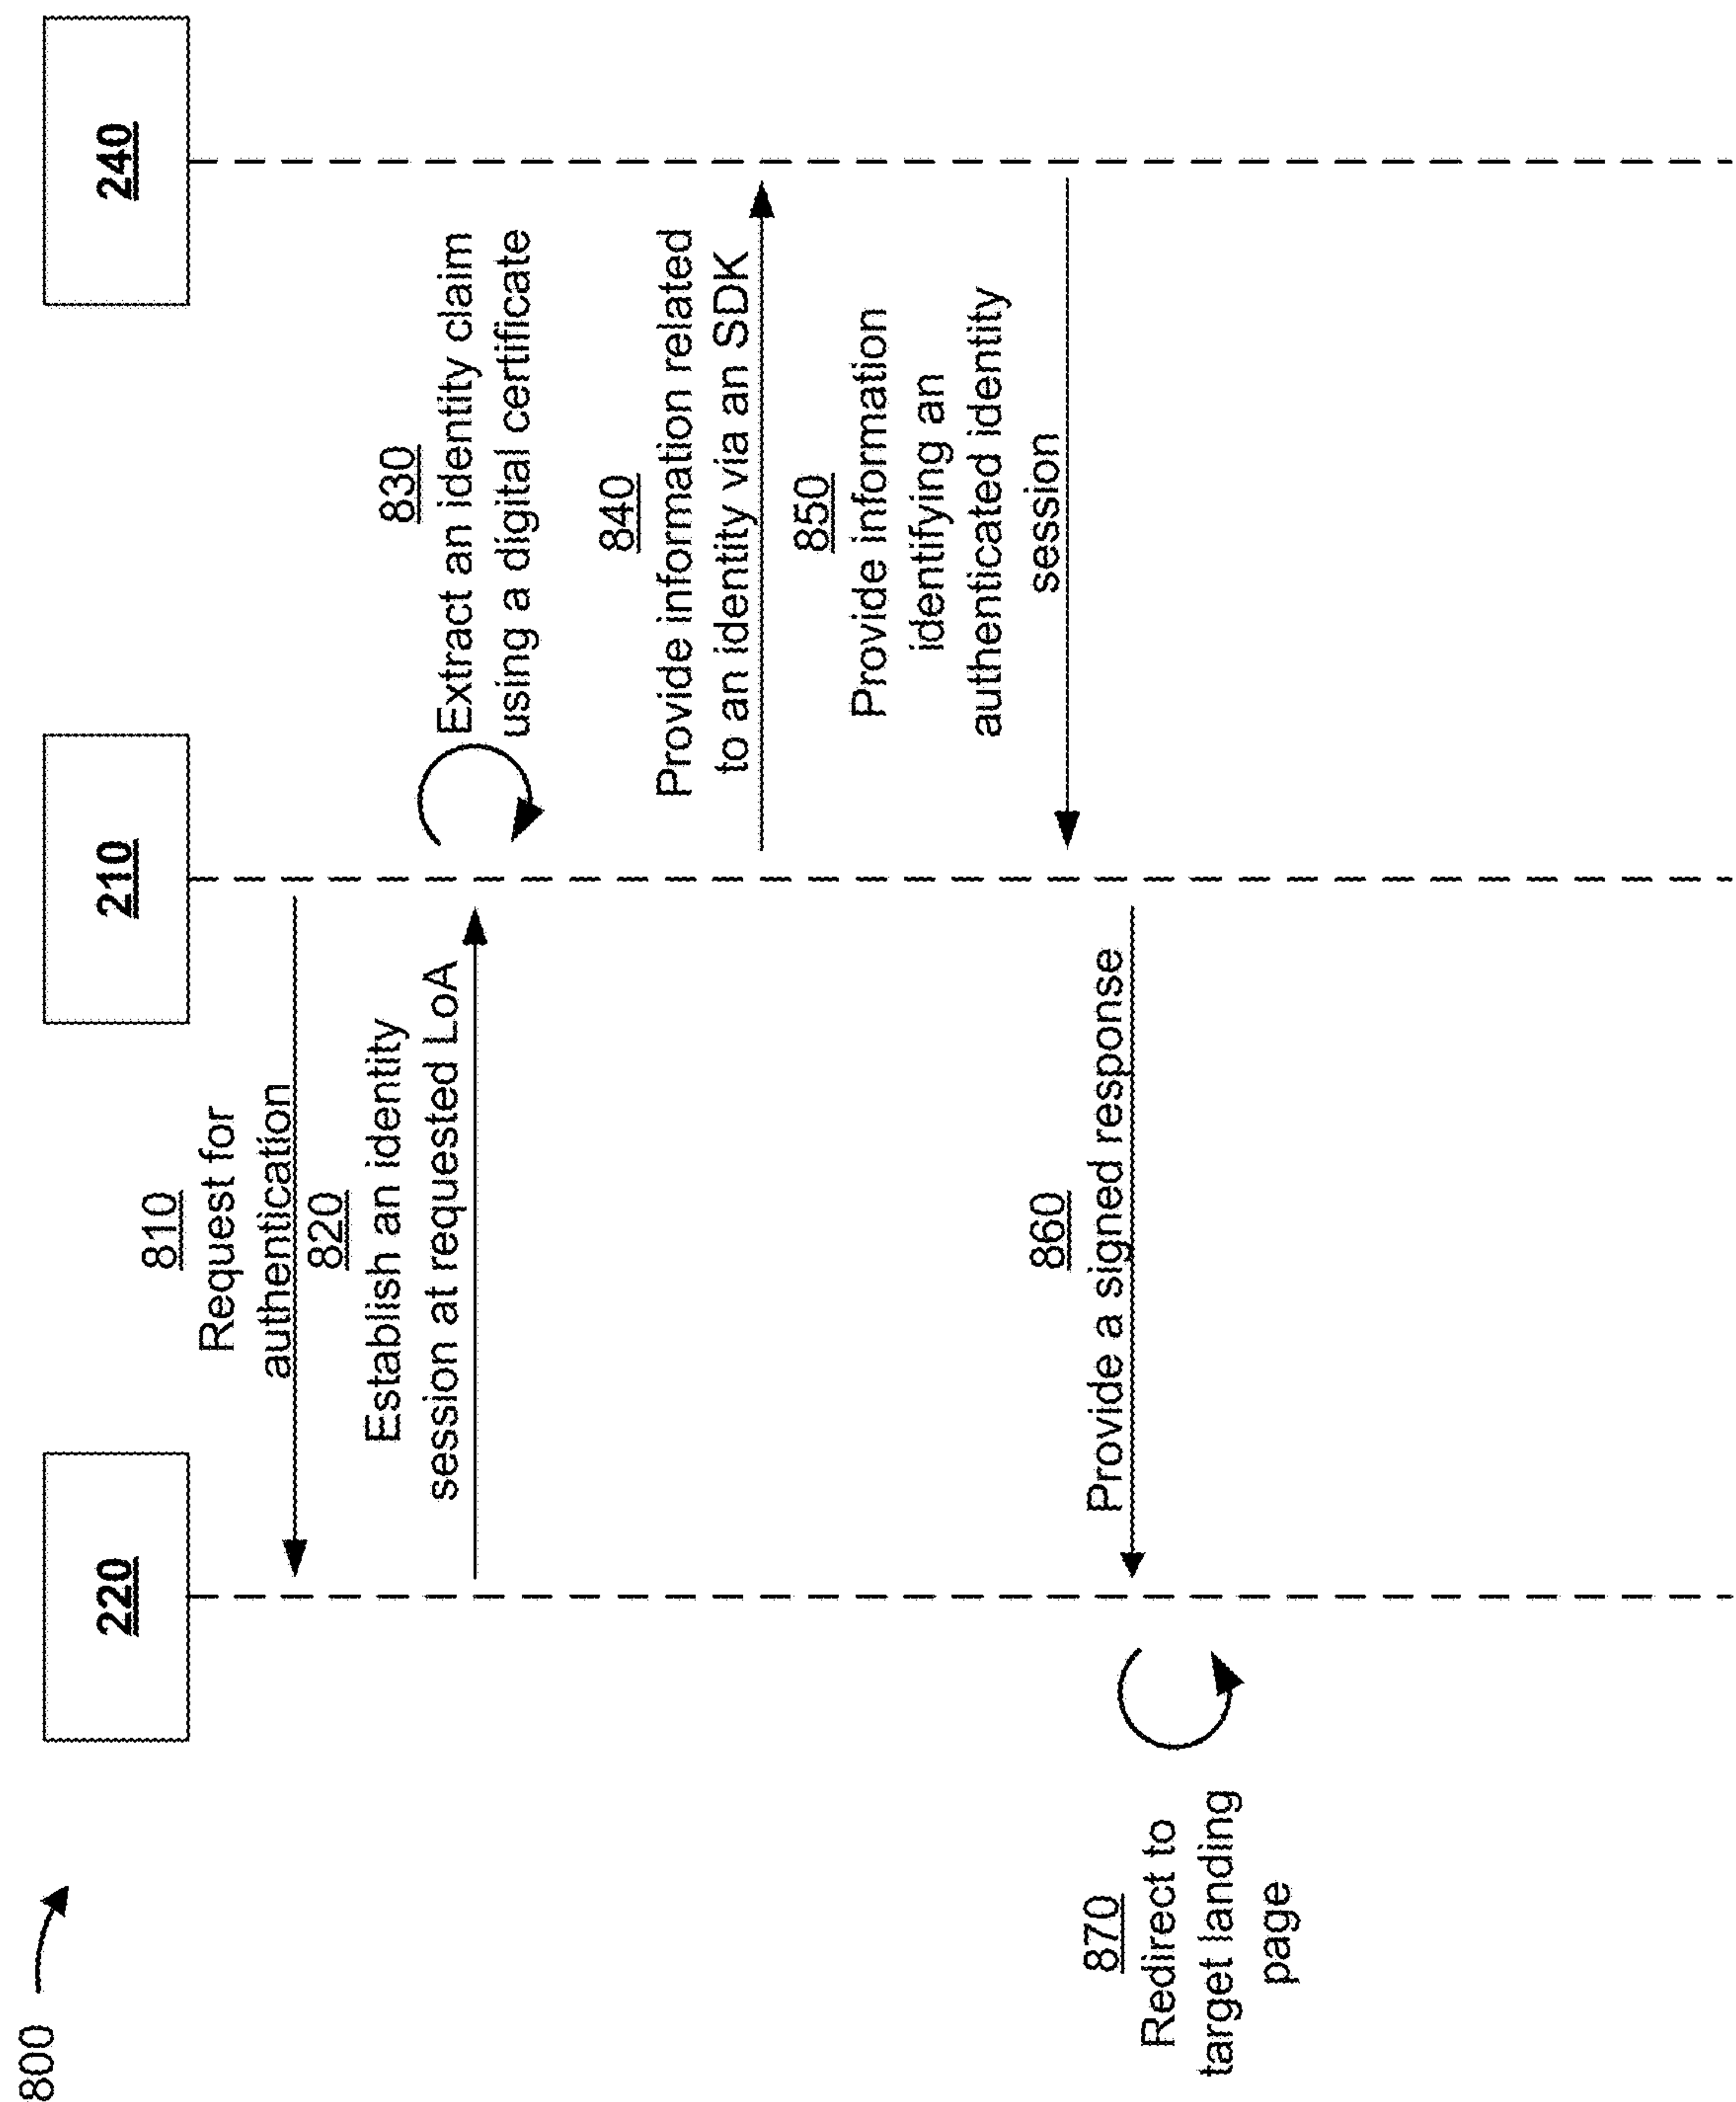 800
220
210
240
810
Request for
authentication
820
Establish an identity
session at requested LoA
830
Extract an identity claim
using a digital certificate
840
Provide information related
to an identity via an SDK
850
Provide information
identifying an
authenticated identity
session
860
Provide a signed response
870
Redirect to
target landing
page